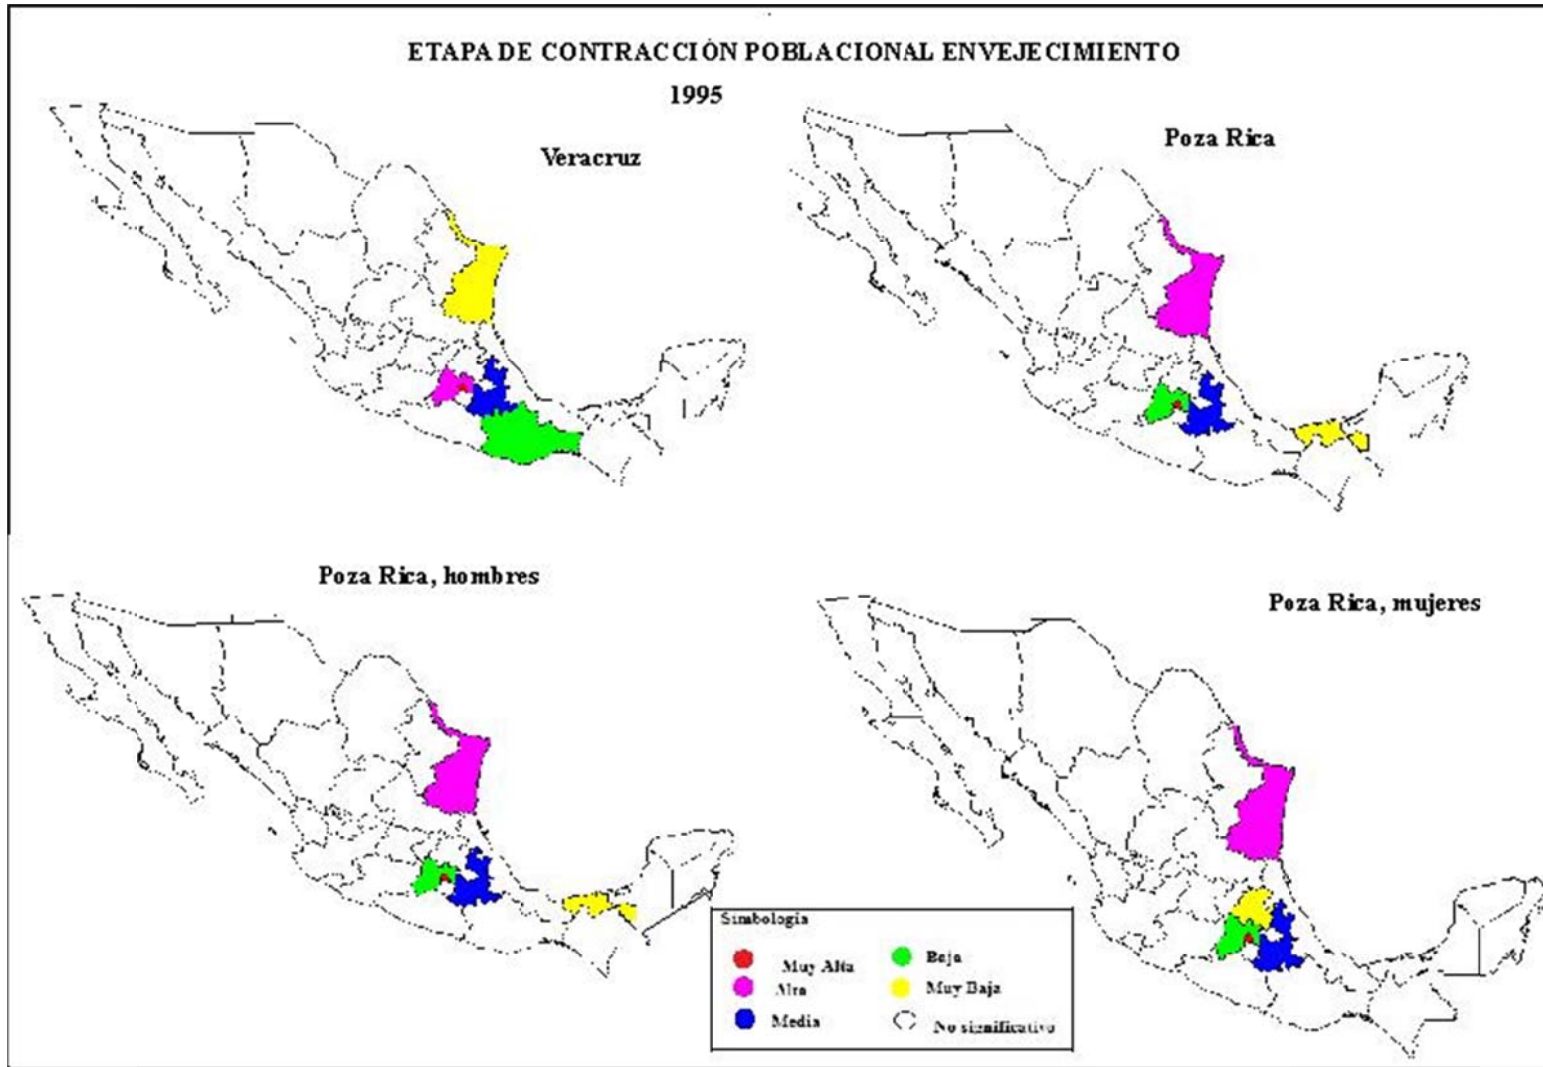 ETAPA DE CONTRACCIÓN POBLACIONAL ENVEJECIMIENTO
1995
Veracruz
Poza Rica
Poza Rica, hombres
Poza Rica, mujeres
Simbología
Muy Alta
Alta
Media
Baja
Muy Baja
No significativo